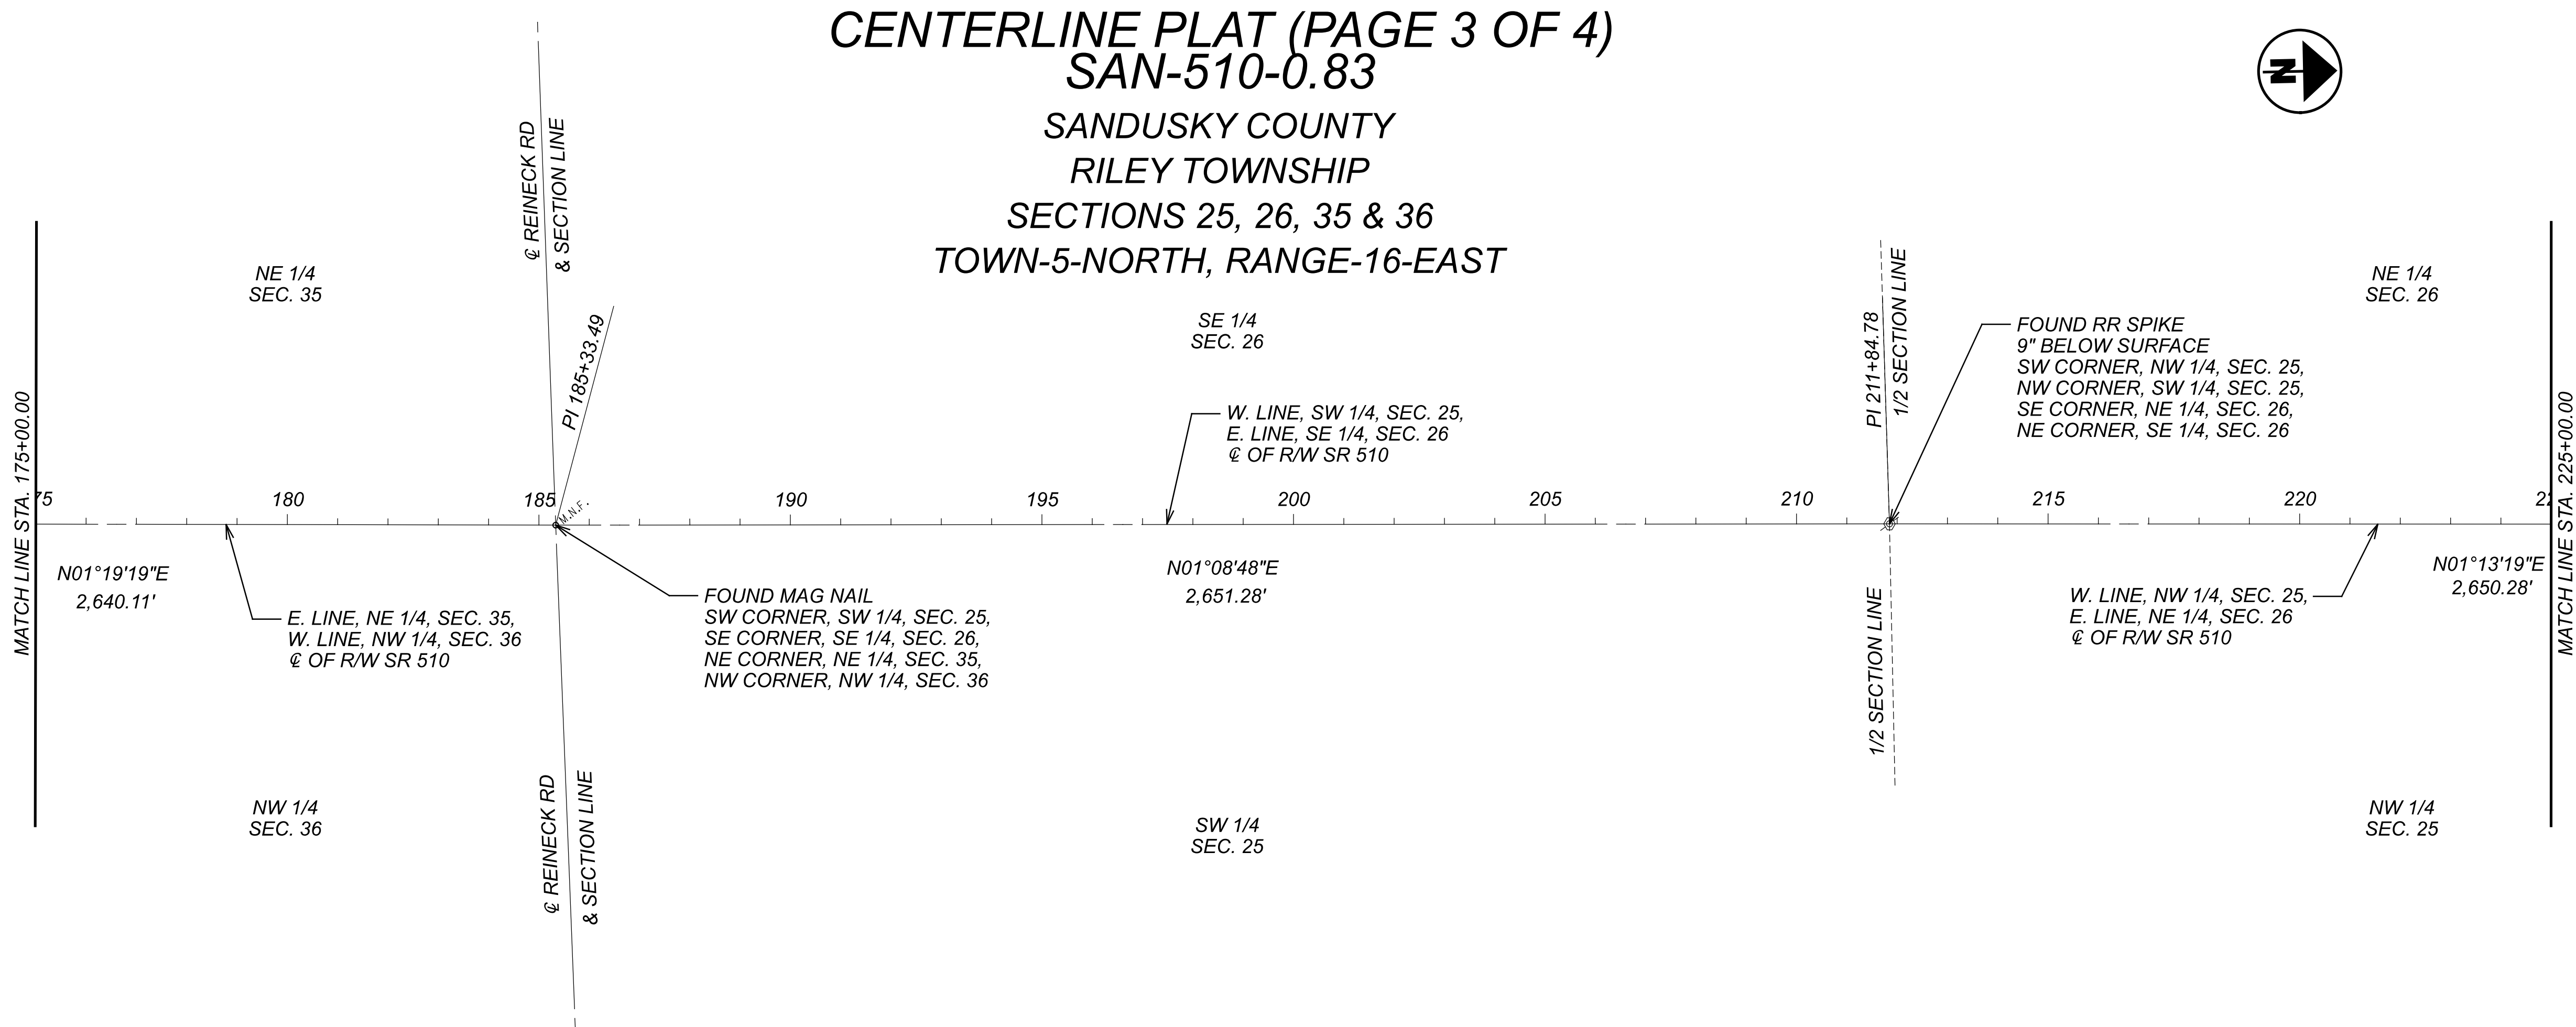 CENTERLINE PLAT (PAGE 3 OF 4)
SAN-510-0.83
SANDUSKY COUNTY
RILEY TOWNSHIP
SECTIONS 25, 26, 35 & 36
TOWN-5-NORTH, RANGE-16-EAST
N
MATCH LINE STA. 175+00.00
NE 1/4
SEC. 35
℄ REINECK RD
& SECTION LINE
PI 185+33.49
SE 1/4
SEC. 26
W. LINE, SW 1/4, SEC. 25,
E. LINE, SE 1/4, SEC. 26
℄ OF R/W SR 510
PI 211+84.78
1/2 SECTION LINE
FOUND RR SPIKE
9" BELOW SURFACE
SW CORNER, NW 1/4, SEC. 25,
NW CORNER, SW 1/4, SEC. 25,
SE CORNER, NE 1/4, SEC. 26,
NE CORNER, SE 1/4, SEC. 26
NE 1/4
SEC. 26
MATCH LINE STA. 225+00.00
75 180 185 190 195 200 205 210 215 220 22
M.N.F.
N01°19'19"E
2,640.11'
E. LINE, NE 1/4, SEC. 35,
W. LINE, NW 1/4, SEC. 36
℄ OF R/W SR 510
FOUND MAG NAIL
SW CORNER, SW 1/4, SEC. 25,
SE CORNER, SE 1/4, SEC. 26,
NE CORNER, NE 1/4, SEC. 35,
NW CORNER, NW 1/4, SEC. 36
N01°08'48"E
2,651.28'
1/2 SECTION LINE
W. LINE, NW 1/4, SEC. 25,
E. LINE, NE 1/4, SEC. 26
℄ OF R/W SR 510
N01°13'19"E
2,650.28'
NW 1/4
SEC. 36
℄ REINECK RD
& SECTION LINE
SW 1/4
SEC. 25
NW 1/4
SEC. 25